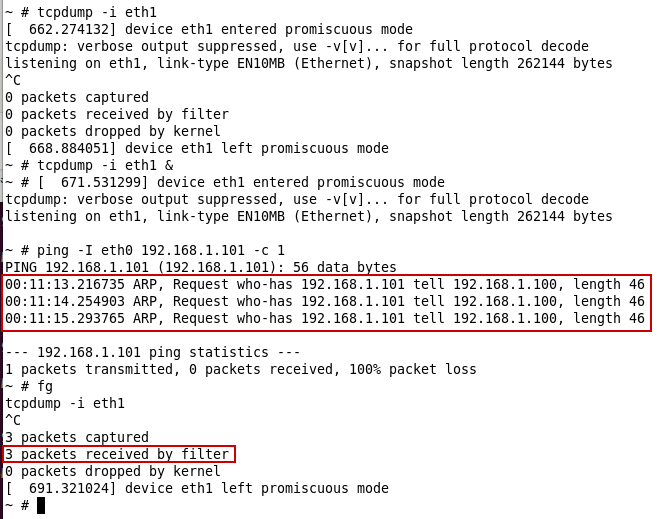 ~ # tcpdump -i eth1
[  662.274132] device eth1 entered promiscuous mode
tcpdump: verbose output suppressed, use -v[v]... for full protocol decode
listening on eth1, link-type EN10MB (Ethernet), snapshot length 262144 bytes
^C
0 packets captured
0 packets received by filter
0 packets dropped by kernel
[  668.884051] device eth1 left promiscuous mode
~ # tcpdump -i eth1 &
~ # [  671.531299] device eth1 entered promiscuous mode
tcpdump: verbose output suppressed, use -v[v]... for full protocol decode
listening on eth1, link-type EN10MB (Ethernet), snapshot length 262144 bytes
~ # ping -I eth0 192.168.1.101 -c 1
PING 192.168.1.101 (192.168.1.101): 56 data bytes
00:11:13.216735 ARP, Request who-has 192.168.1.101 tell 192.168.1.100, length 46
00:11:14.254903 ARP, Request who-has 192.168.1.101 tell 192.168.1.100, length 46
00:11:15.293765 ARP, Request who-has 192.168.1.101 tell 192.168.1.100, length 46
--- 192.168.1.101 ping statistics ---
1 packets transmitted, 0 packets received, 100% packet loss
~ # fg
tcpdump -i eth1
^C
3 packets captured
3 packets received by filter
0 packets dropped by kernel
[  691.321024] device eth1 left promiscuous mode
~ #